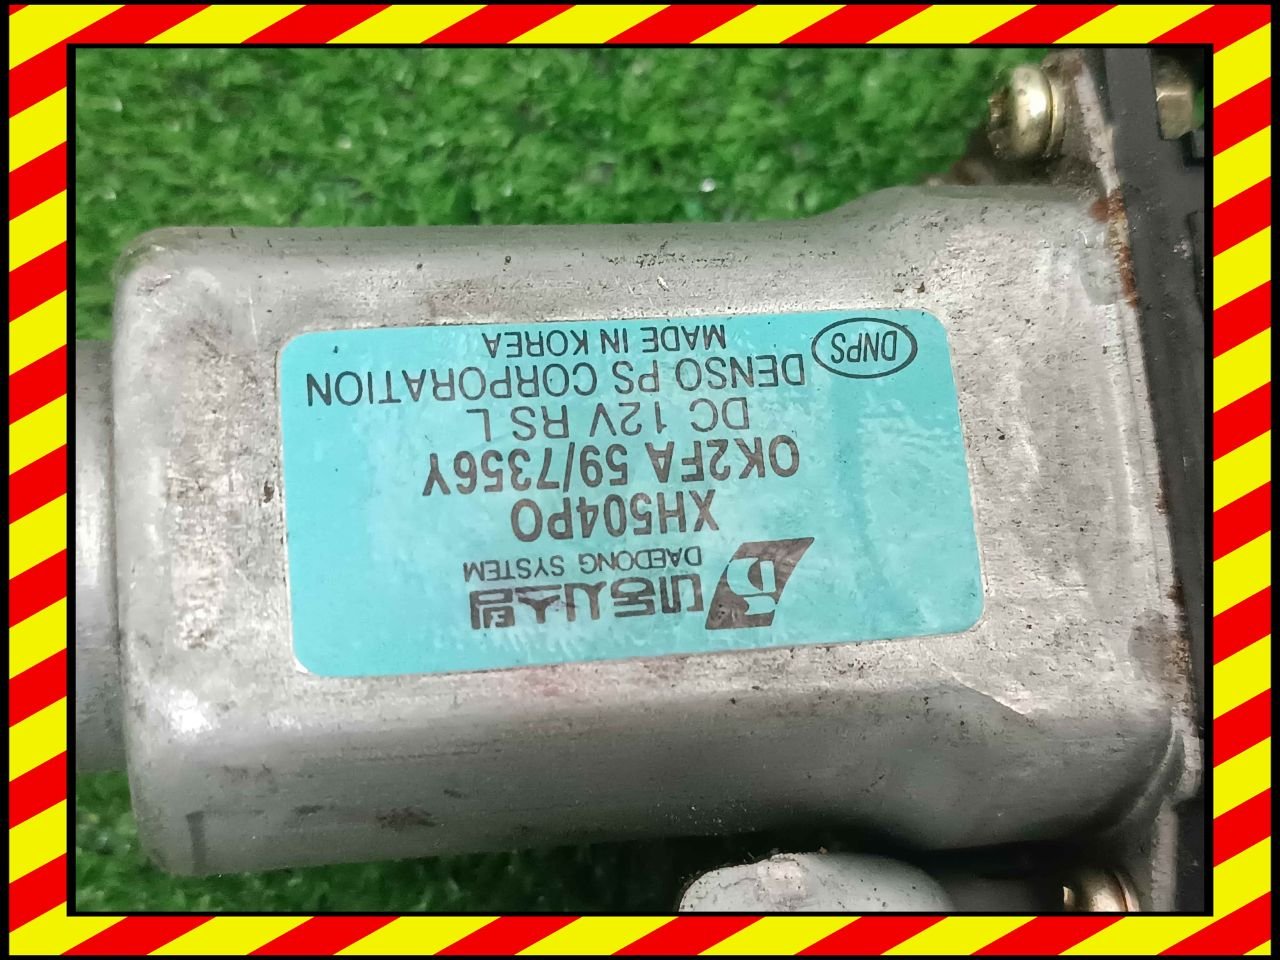 대동시스템
DAEDONG SYSTEM
XH504PO
OK2FA 59/7356Y
DC 12V RS L
DENSO PS CORPORATION
DNPS
MADE IN KOREA